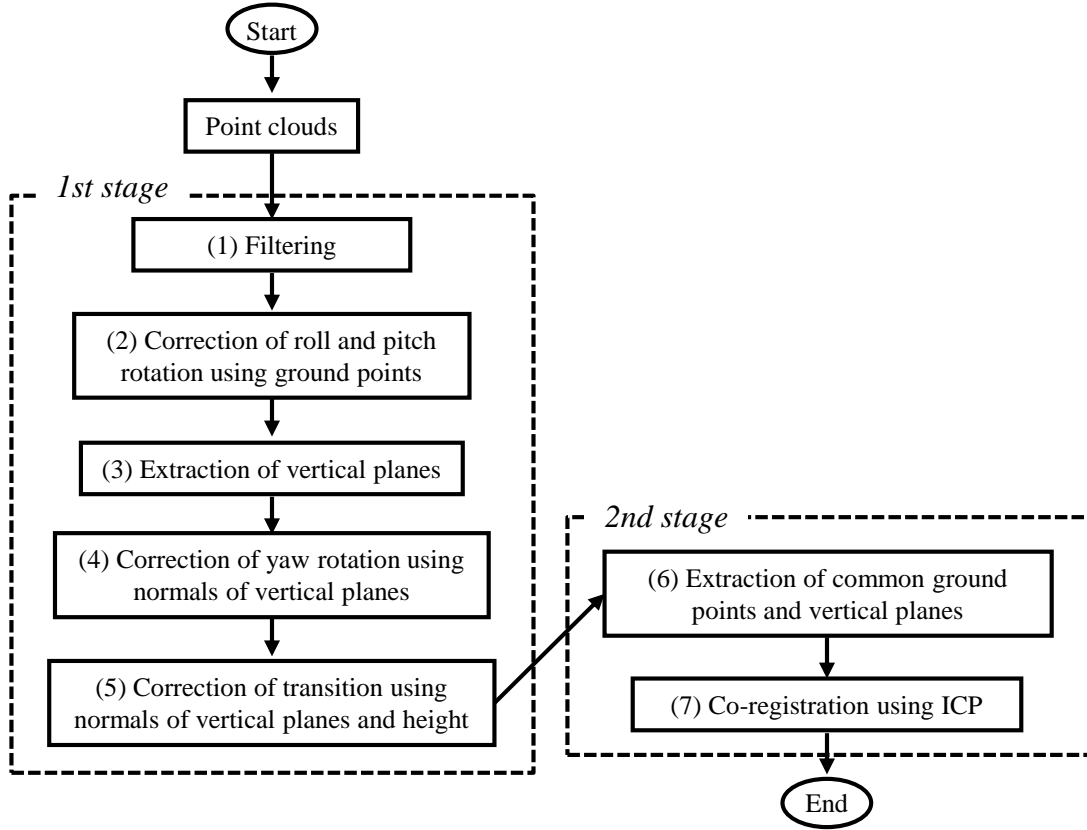 Start
Point clouds
1st stage
(1) Filtering
(2) Correction of roll and pitch
rotation using ground points
(3) Extraction of vertical planes
(4) Correction of yaw rotation using
normals of vertical planes
(5) Correction of transition using
normals of vertical planes and height
2nd stage
(6) Extraction of common ground
points and vertical planes
(7) Co-registration using ICP
End